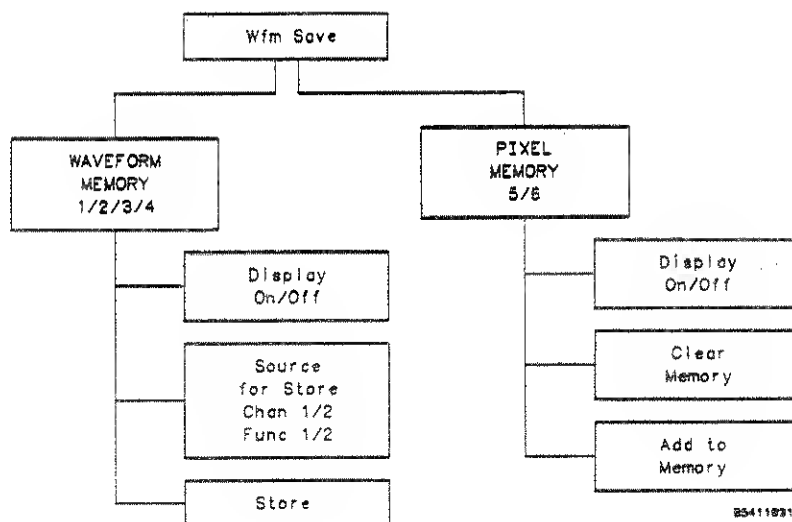 Wfm Save
WAVEFORM
MEMORY
1/2/3/4
Display
On/Off
Source
for Store
Chan 1/2
Func 1/2
Store
PIXEL
MEMORY
5/6
Display
On/Off
Clear
Memory
Add to
Memory